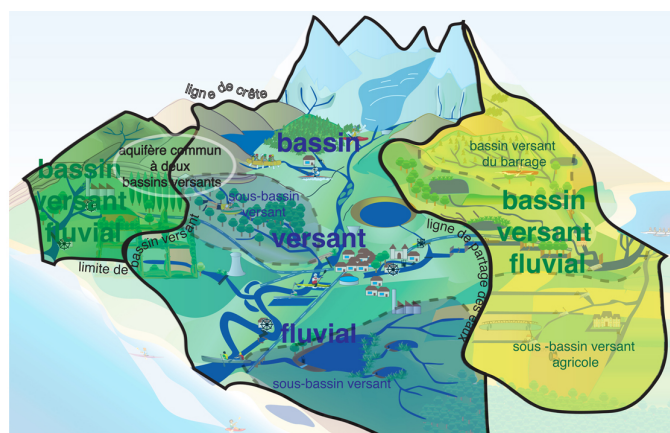 ligne de crête
bassin
versant
fluvial
aquifère commun
à deux
bassins versants
bassin
versant
fluvial
sous-bassin
versant
limite de bassin versant
ligne de partage des eaux
bassin versant
du barrage
bassin
versant
fluvial
sous -bassin versant
agricole
sous-bassin versant